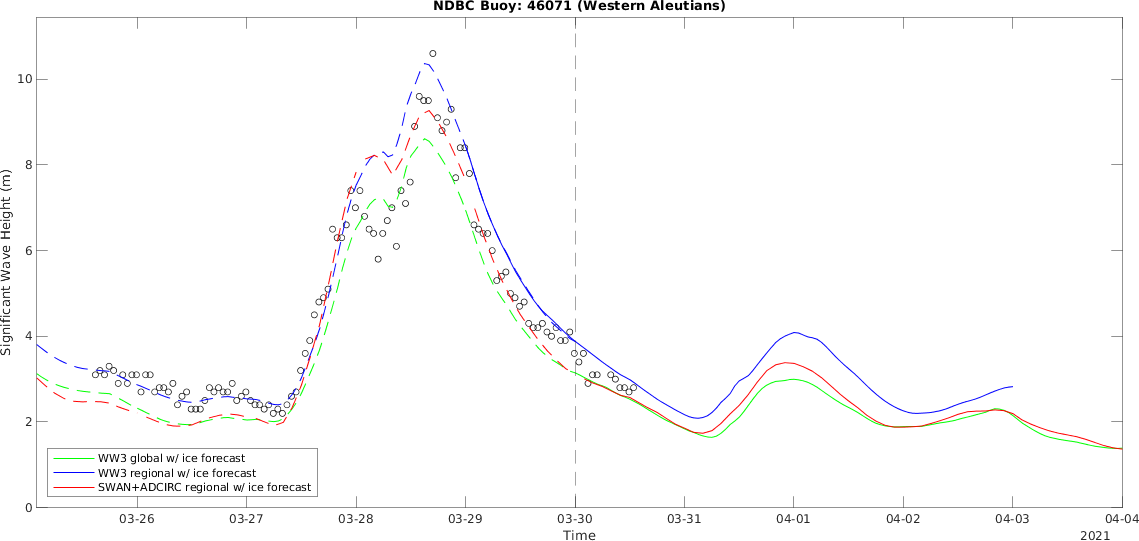 NDBC Buoy: 46071 (Western Aleutians)
Significant Wave Height (m)
10
8
6
4
2
0
WW3 global w/ ice forecast
WW3 regional w/ ice forecast
SWAN+ADCIRC regional w/ ice forecast
03-26 03-27 03-28 03-29 03-30 03-31 04-01 04-02 04-03 04-04
Time
2021